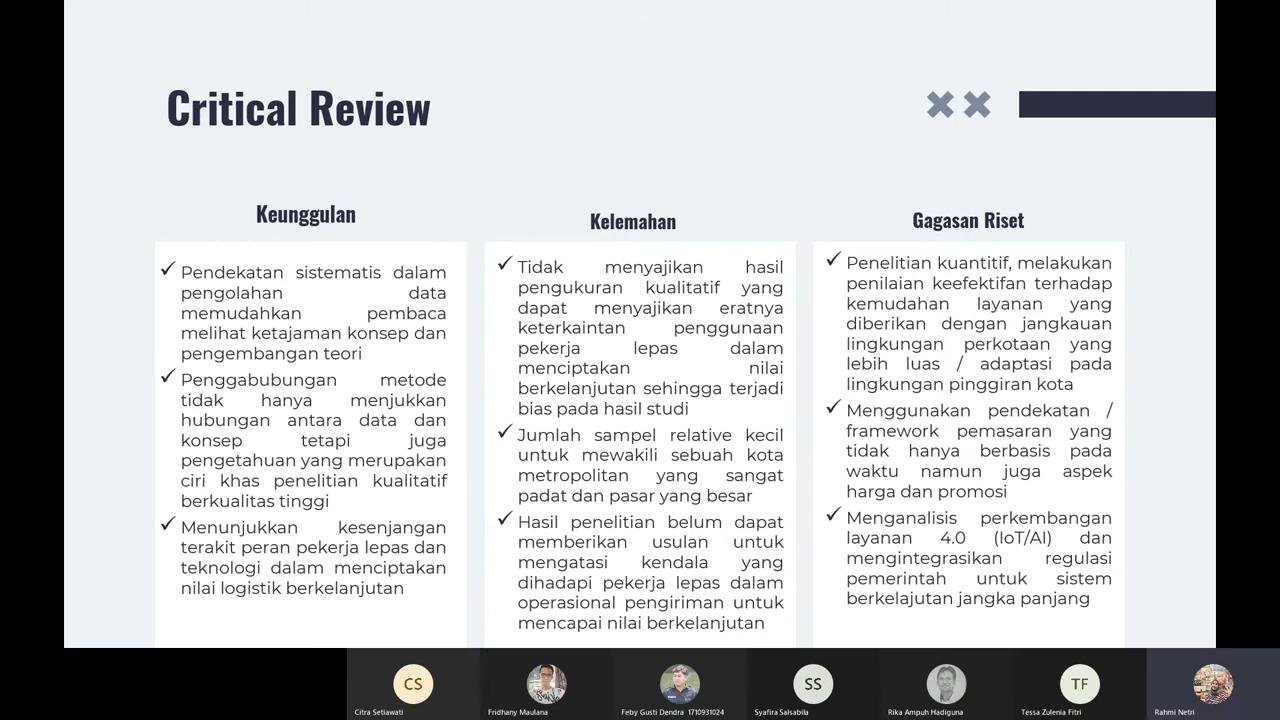 Critical Review
Keunggulan
Pendekatan sistematis dalam
pengolahan data
memudahkan pembaca
melihat ketajaman konsep dan
pengembangan teori
Penggabubungan metode
tidak hanya menjukkan
hubungan antara data dan
konsep tetapi juga
pengetahuan yang merupakan
ciri khas penelitian kualitatif
berkualitas tinggi
Menunjukkan kesenjangan
terakit peran pekerja lepas dan
teknologi dalam menciptakan
nilai logistik berkelanjutan
Kelemahan
Tidak menyajikan hasil
pengukuran kualitatif yang
dapat menyajikan eratnya
keterkaintan penggunaan
pekerja lepas dalam
menciptakan nilai
berkelanjutan sehingga terjadi
bias pada hasil studi
Jumlah sampel relative kecil
untuk mewakili sebuah kota
metropolitan yang sangat
padat dan pasar yang besar
Hasil penelitian belum dapat
memberikan usulan untuk
mengatasi kendala yang
dihadapi pekerja lepas dalam
operasional pengiriman untuk
mencapai nilai berkelanjutan
Gagasan Riset
Penelitian kuantitif, melakukan
penilaian keefektifan terhadap
kemudahan layanan yang
diberikan dengan jangkauan
lingkungan perkotaan yang
lebih luas / adaptasi pada
lingkungan pinggiran kota
Menggunakan pendekatan /
framework pemasaran yang
tidak hanya berbasis pada
waktu namun juga aspek
harga dan promosi
Menganalisis perkembangan
layanan 4.0 (IoT/AI) dan
mengintegrasikan regulasi
pemerintah untuk sistem
berkelajutan jangka panjang
CS
SS
TF
Citra Setiawati
Fridhany Maulana
Feby Gusti Dendra 1710931024
Syafira Salsabila
Rika Ampuh Hadiguna
Tessa Zulenia Fitri
Rahmi Netri